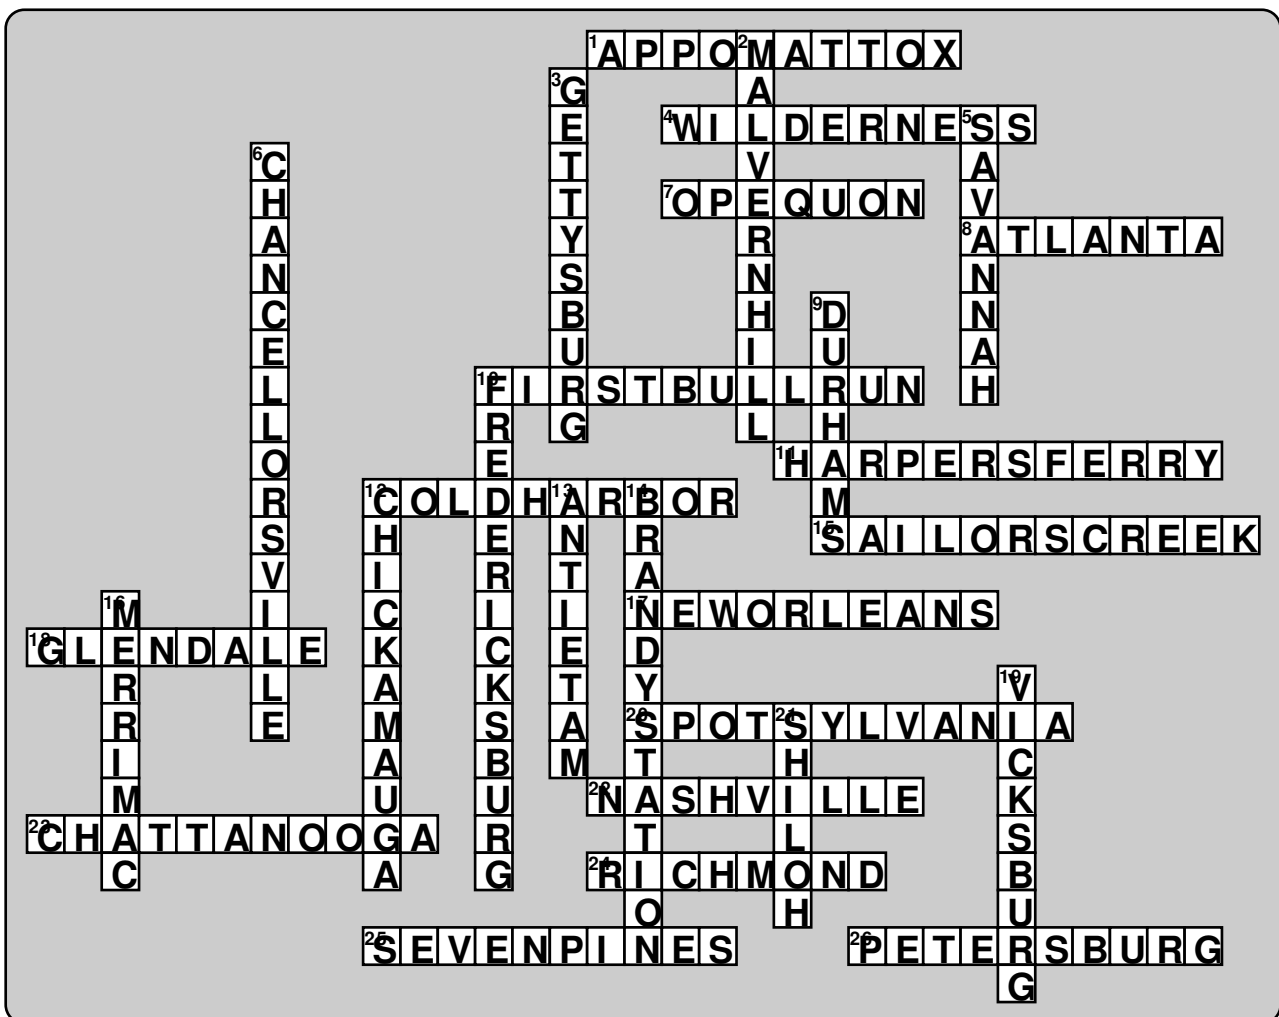 1 APPOMATTOX
2 MALVERNHILL
3 GETTYSBURG
4 WILDERNESS
5 SAVANNAH
6 CHANCELLORSVILLE
7 OPEQUON
8 ATLANTA
9 DURHAMS
10 FIRSTBULLRUN
10 FREDERICKSBURG
11 HARPERSFERRY
12 COLDHARBOR
12 CHICKAMAUGA
13 ANTIETAM
14 BRANDYSTATION
15 SAILORSCREEK
16 MERRIMAC
17 NEWORLEANS
18 GLENDALE
19 VICKSBURG
20 SPOTSYLVANIA
21 SHILOH
22 NASHVILLE
23 CHATTANOOGA
24 RICHMOND
25 SEVENPINES
26 PETERSBURG